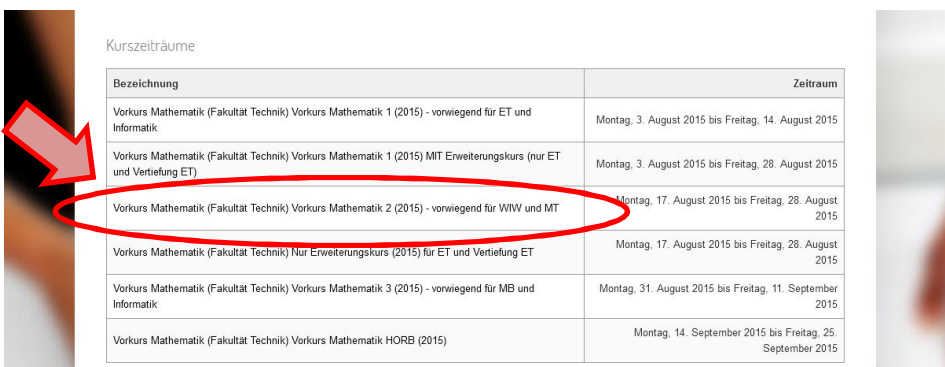 Kurszeiträume
Bezeichnung Zeitraum
Vorkurs Mathematik (Fakultät Technik) Vorkurs Mathematik 1 (2015) - vorwiegend für ET und
Informatik
Montag, 3. August 2015 bis Freitag, 14. August 2015
Vorkurs Mathematik (Fakultät Technik) Vorkurs Mathematik 1 (2015) MIT Erweiterungskurs (nur ET
und Vertiefung ET)
Montag, 3. August 2015 bis Freitag, 28. August 2015
Vorkurs Mathematik (Fakultät Technik) Vorkurs Mathematik 2 (2015) - vorwiegend für WIW und MT
Montag, 17. August 2015 bis Freitag, 28. August
2015
Vorkurs Mathematik (Fakultät Technik) Nur Erweiterungskurs (2015) für ET und Vertiefung ET
Montag, 17. August 2015 bis Freitag, 28. August
2015
Vorkurs Mathematik (Fakultät Technik) Vorkurs Mathematik 3 (2015) - vorwiegend für MB und
Informatik
Montag, 31. August 2015 bis Freitag, 11. September
2015
Vorkurs Mathematik (Fakultät Technik) Vorkurs Mathematik HORB (2015)
Montag, 14. September 2015 bis Freitag, 25.
September 2015